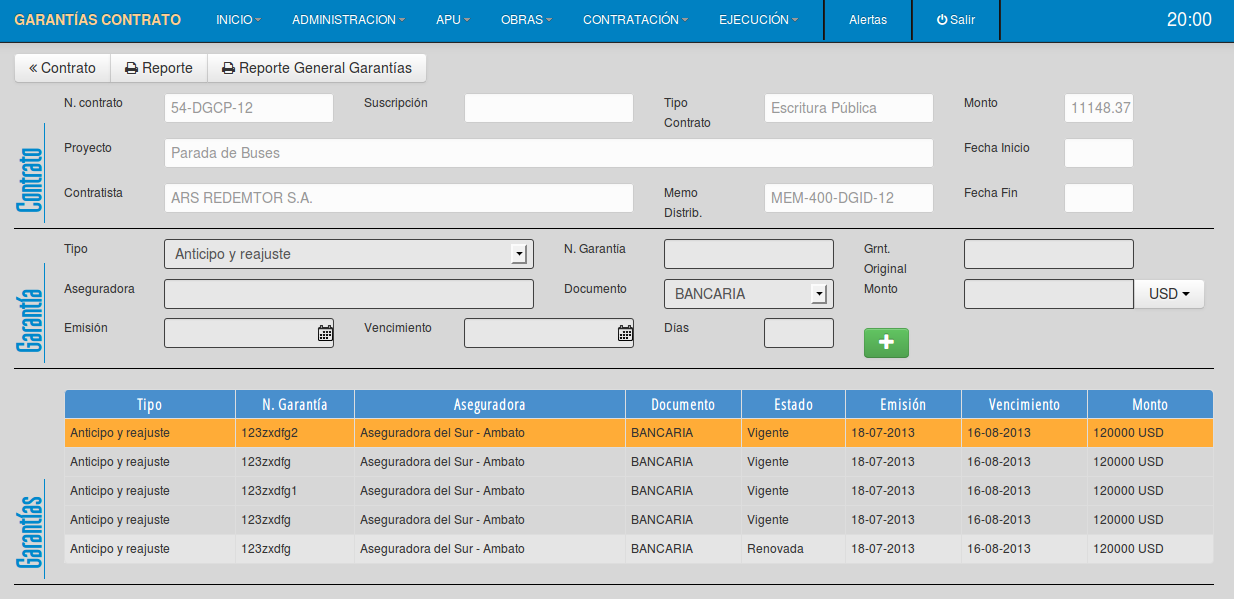 GARANTÍAS CONTRATO INICIO ADMINISTRACION APU OBRAS CONTRATACIÓN EJECUCIÓN Alertas Salir 20:00
« Contrato Reporte Reporte General Garantías
Contrato
N. contrato 54-DGCP-12 Suscripción Tipo Contrato Escritura Pública Monto 11148.37
Proyecto Parada de Buses Fecha Inicio
Contratista ARS REDEMTOR S.A. Memo Distrib. MEM-400-DGID-12 Fecha Fin
Garantía
Tipo Anticipo y reajuste N. Garantía Grnt. Original
Aseguradora Documento BANCARIA Monto USD
Emisión Vencimiento Días
Garantías
Tipo N. Garantía Aseguradora Documento Estado Emisión Vencimiento Monto
Anticipo y reajuste 123zxdfg2 Aseguradora del Sur - Ambato BANCARIA Vigente 18-07-2013 16-08-2013 120000 USD
Anticipo y reajuste 123zxdfg Aseguradora del Sur - Ambato BANCARIA Vigente 18-07-2013 16-08-2013 120000 USD
Anticipo y reajuste 123zxdfg1 Aseguradora del Sur - Ambato BANCARIA Vigente 18-07-2013 16-08-2013 120000 USD
Anticipo y reajuste 123zxdfg Aseguradora del Sur - Ambato BANCARIA Vigente 18-07-2013 16-08-2013 120000 USD
Anticipo y reajuste 123zxdfg Aseguradora del Sur - Ambato BANCARIA Renovada 18-07-2013 16-08-2013 120000 USD